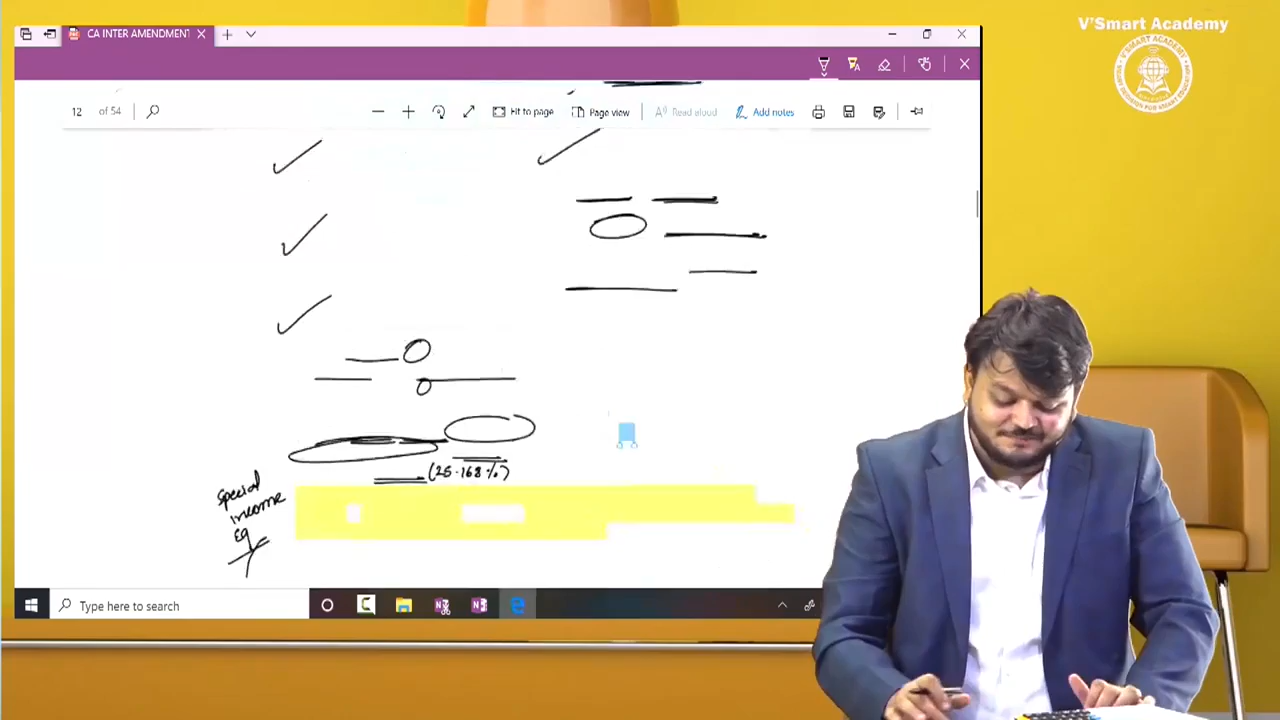 V'Smart Academy
CA INTER AMENDMENT
12 of 54
Fit to page
Page view
Read aloud
Add notes
(25.168%)
Special
income
Eg
Type here to search